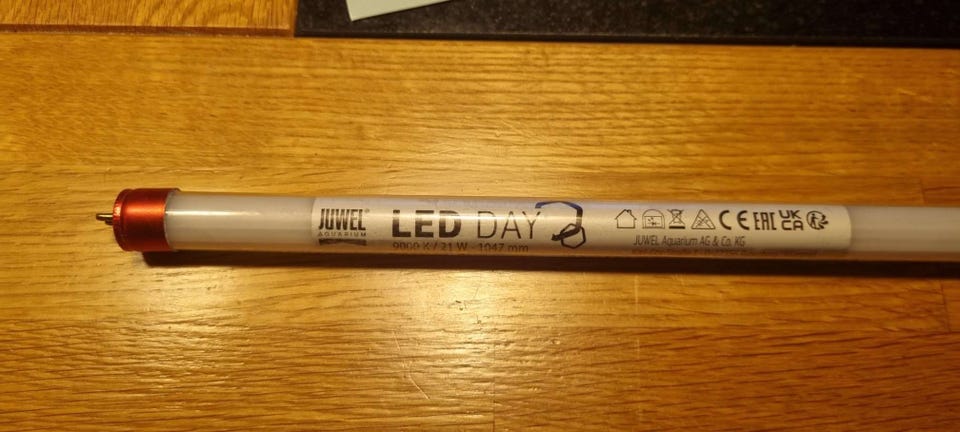 JUWEL®
AQUARIUM
LED DAY
9000 K / 31 W - 1047 mm
CE EAC UK CA
JUWEL Aquarium AG & Co. KG